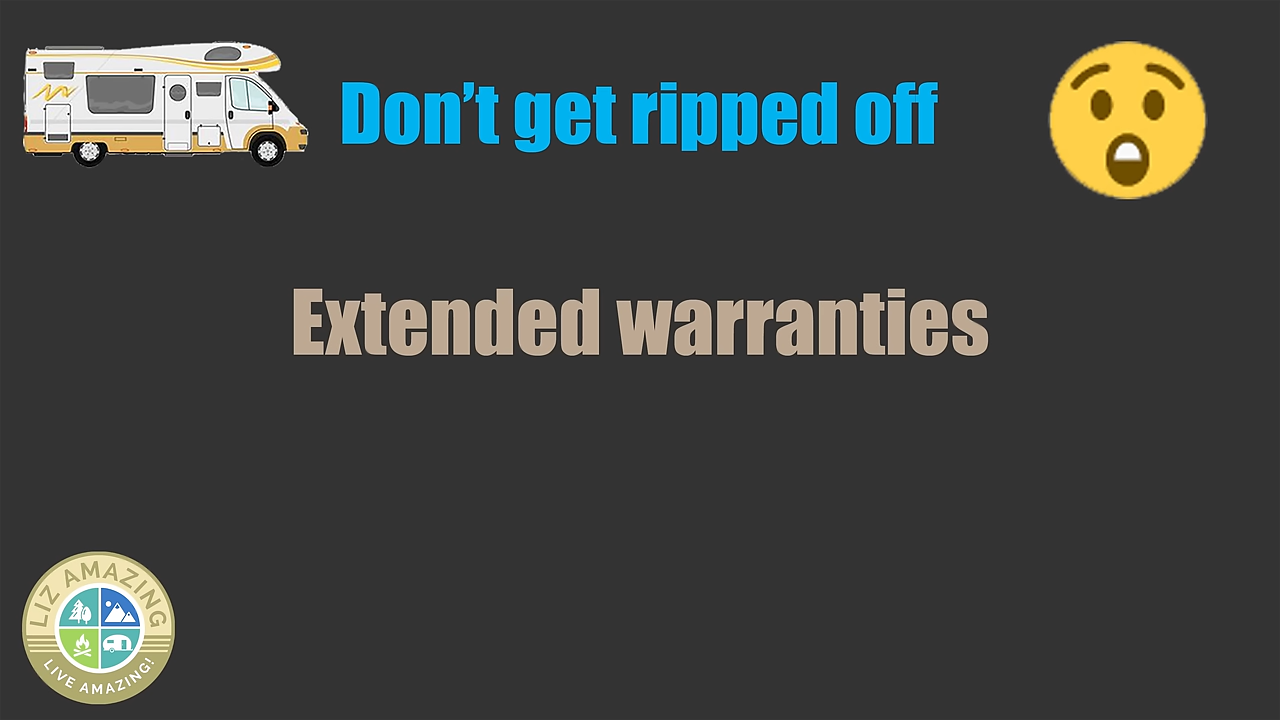 Don’t get ripped off
Extended warranties
LIZ AMAZING
LIVE AMAZING!